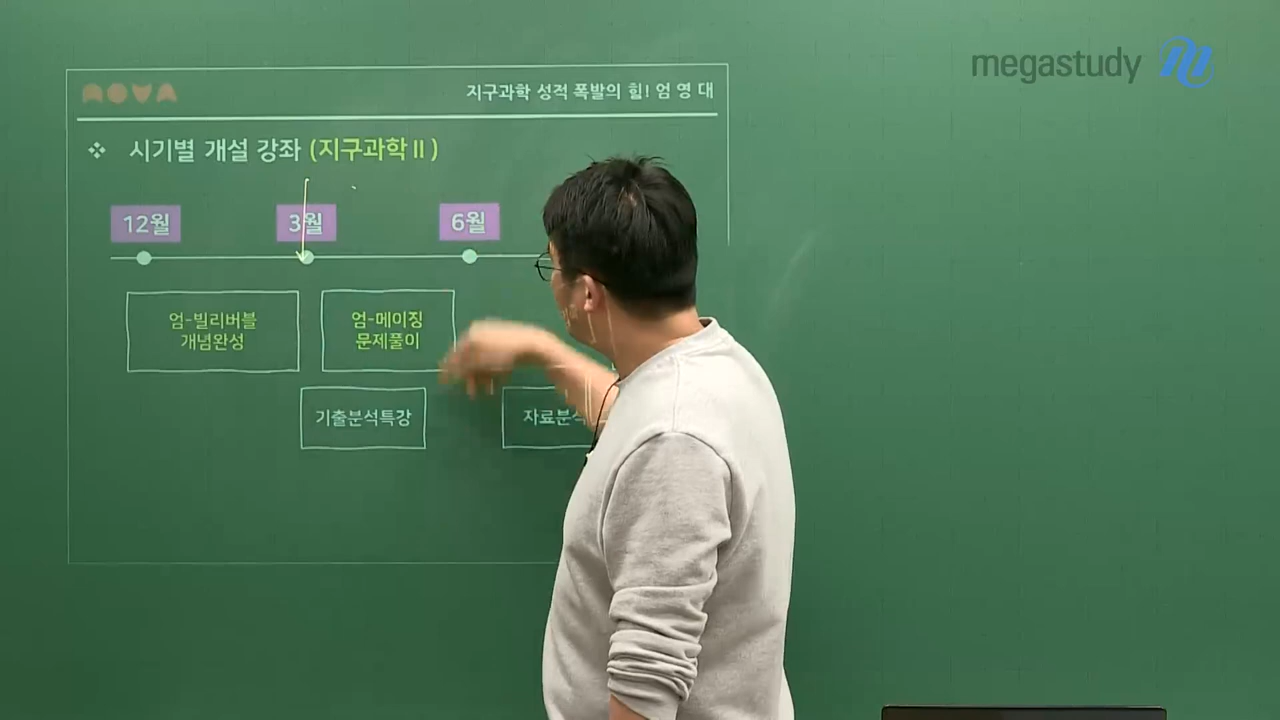 megastudy
NOVA
지구과학 성적 폭발의 힘! 엄영대
시기별 개설 강좌 (지구과학Ⅱ)
12월
3월
6월
엄-빌리버블
개념완성
엄-메이징
문제풀이
기출분석특강
자료분석